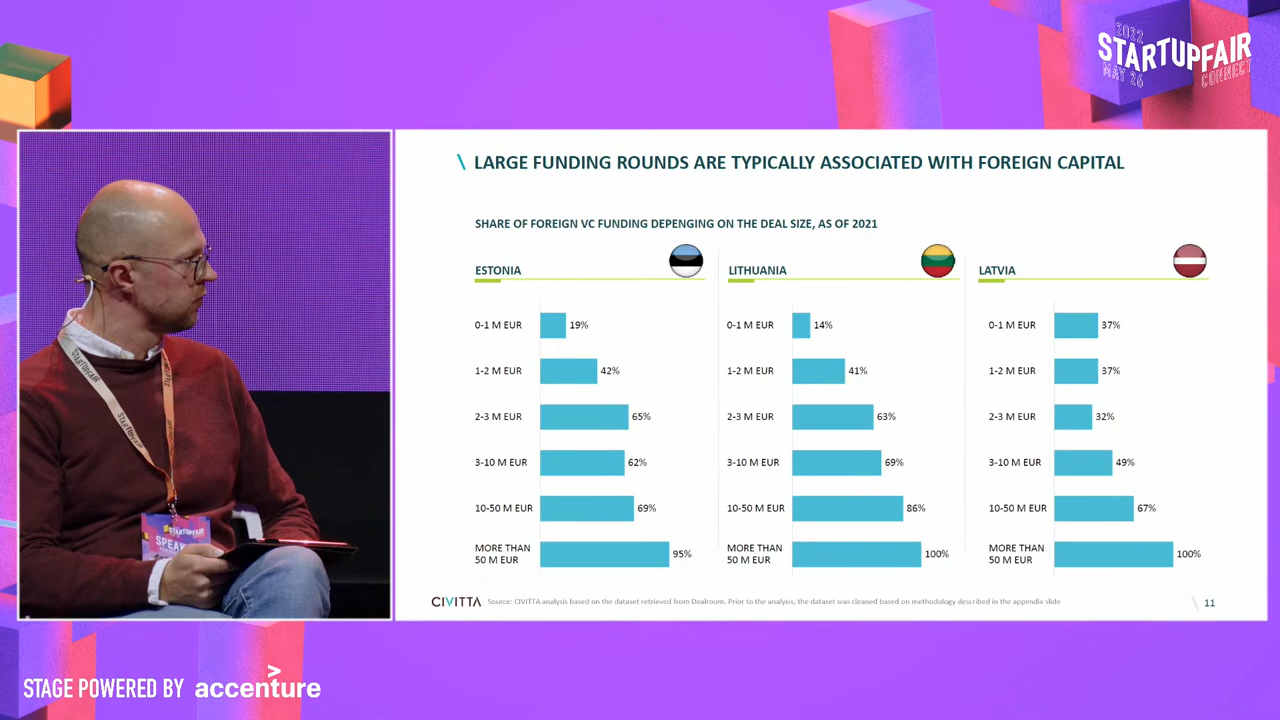 2022
STARTUPFAIR
MAY 26
CONNECT
\ LARGE FUNDING ROUNDS ARE TYPICALLY ASSOCIATED WITH FOREIGN CAPITAL
SHARE OF FOREIGN VC FUNDING DEPENGING ON THE DEAL SIZE, AS OF 2021
ESTONIA
0-1 M EUR 19%
1-2 M EUR 42%
2-3 M EUR 65%
3-10 M EUR 62%
10-50 M EUR 69%
MORE THAN
50 M EUR 95%
LITHUANIA
0-1 M EUR 14%
1-2 M EUR 41%
2-3 M EUR 63%
3-10 M EUR 69%
10-50 M EUR 86%
MORE THAN
50 M EUR 100%
LATVIA
0-1 M EUR 37%
1-2 M EUR 37%
2-3 M EUR 32%
3-10 M EUR 49%
10-50 M EUR 67%
MORE THAN
50 M EUR 100%
CIVITTA Source: CIVITTA analysis based on the dataset retrieved from Dealroom. Prior to the analysis, the dataset was cleaned based on methodology described in the appendix slide
\ 11
STARTUPFAIR
STARTUPFAIR
STARTUPFAIR
SPEAK
STAGE POWERED BY accenture